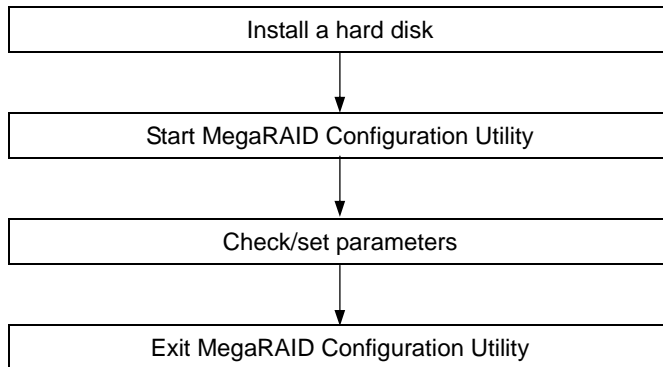 Install a hard disk
Start MegaRAID Configuration Utility
Check/set parameters
Exit MegaRAID Configuration Utility